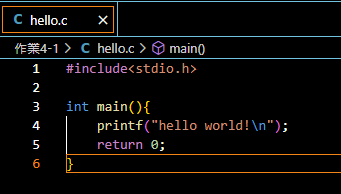 C hello.c ×
作業4-1 > C hello.c > main()
1 #include<stdio.h>
2
3 int main(){
4 printf("hello world!\n");
5 return 0;
6 }